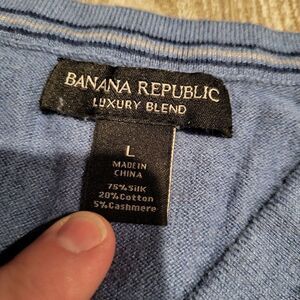 BANANA REPUBLIC
LUXURY BLEND
L
MADE IN
CHINA
75% Silk
20% Cotton
5% Cashmere